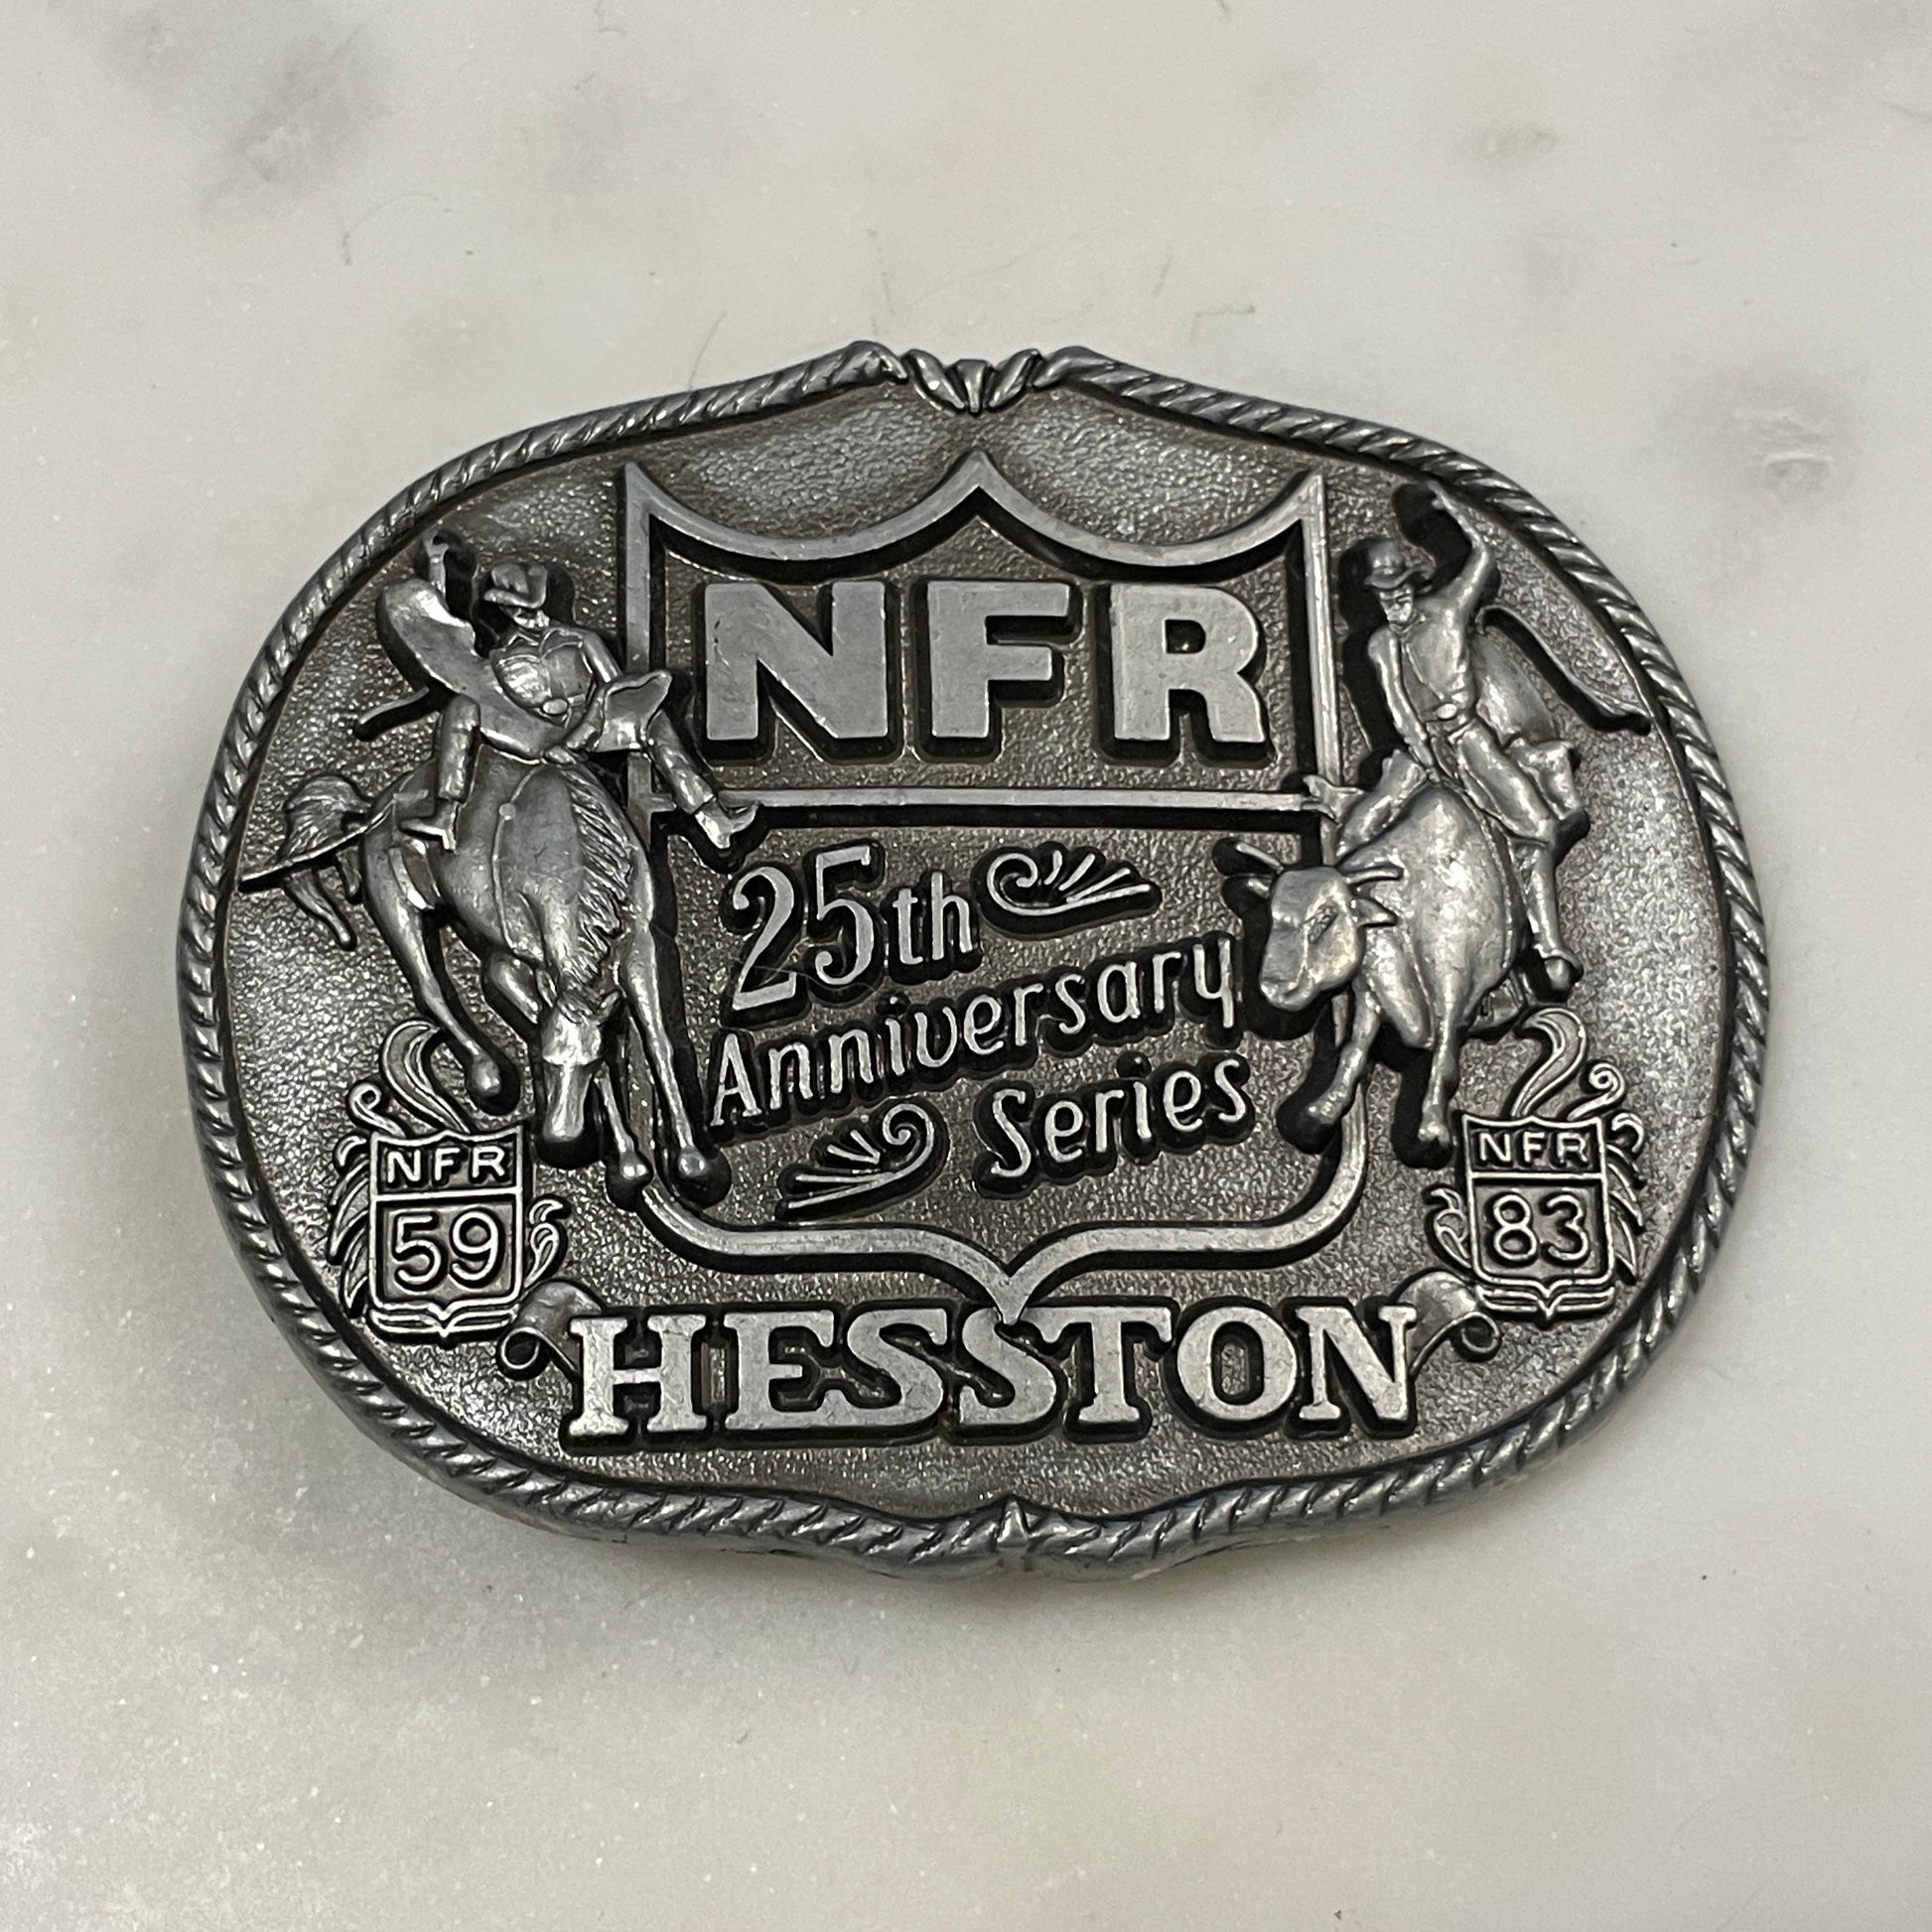 NFR
25th
Anniversary
Series
NFR
59
NFR
83
HESSTON